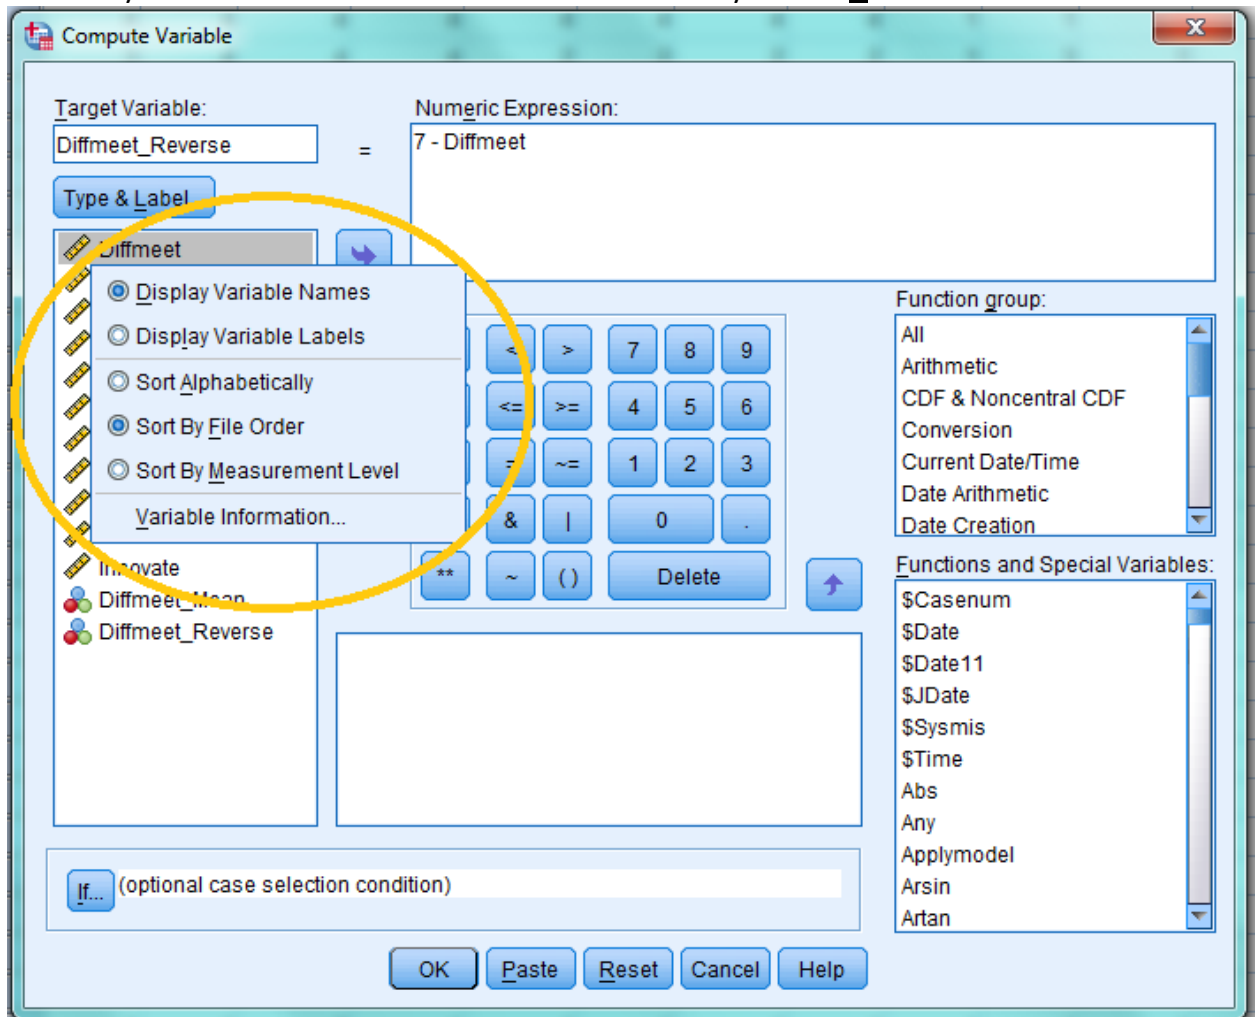 Compute Variable
Target Variable:
Diffmeet_Reverse
=
Numeric Expression:
7 - Diffmeet
Type & Label...
Diffmeet
Display Variable Names
Display Variable Labels
Sort Alphabetically
Sort By File Order
Sort By Measurement Level
Variable Information...
Innovate
Diffmeet_Mean
Diffmeet_Reverse
< > 7 8 9
<= >= 4 5 6
= ~= 1 2 3
& | 0 .
** ~ ( ) Delete
Function group:
All
Arithmetic
CDF & Noncentral CDF
Conversion
Current Date/Time
Date Arithmetic
Date Creation
Functions and Special Variables:
$Casenum
$Date
$Date11
$JDate
$Sysmis
$Time
Abs
Any
Applymodel
Arsin
Artan
If... (optional case selection condition)
OK Paste Reset Cancel Help